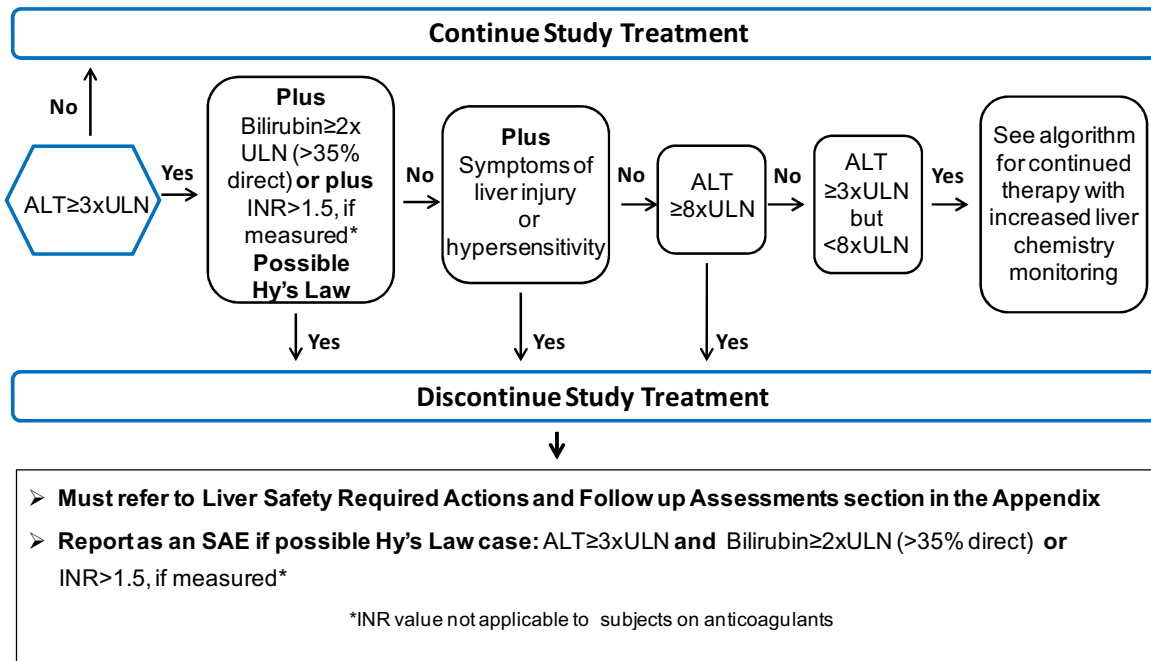 Continue Study Treatment
No
ALT≥3xULN
Yes
Plus
Bilirubin≥2x
ULN (>35%
direct) or plus
INR>1.5, if
measured*
Possible
Hy's Law
No
Plus
Symptoms of
liver injury
or
hypersensitivity
No
ALT
≥8xULN
No
ALT
≥3xULN
but
<8xULN
Yes
See algorithm
for continued
therapy with
increased liver
chemistry
monitoring
Yes
Yes
Yes
Discontinue Study Treatment
➢ Must refer to Liver Safety Required Actions and Follow up Assessments section in the Appendix
➢ Report as an SAE if possible Hy's Law case: ALT≥3xULN and Bilirubin≥2xULN (>35% direct) or
INR>1.5, if measured*
*INR value not applicable to subjects on anticoagulants